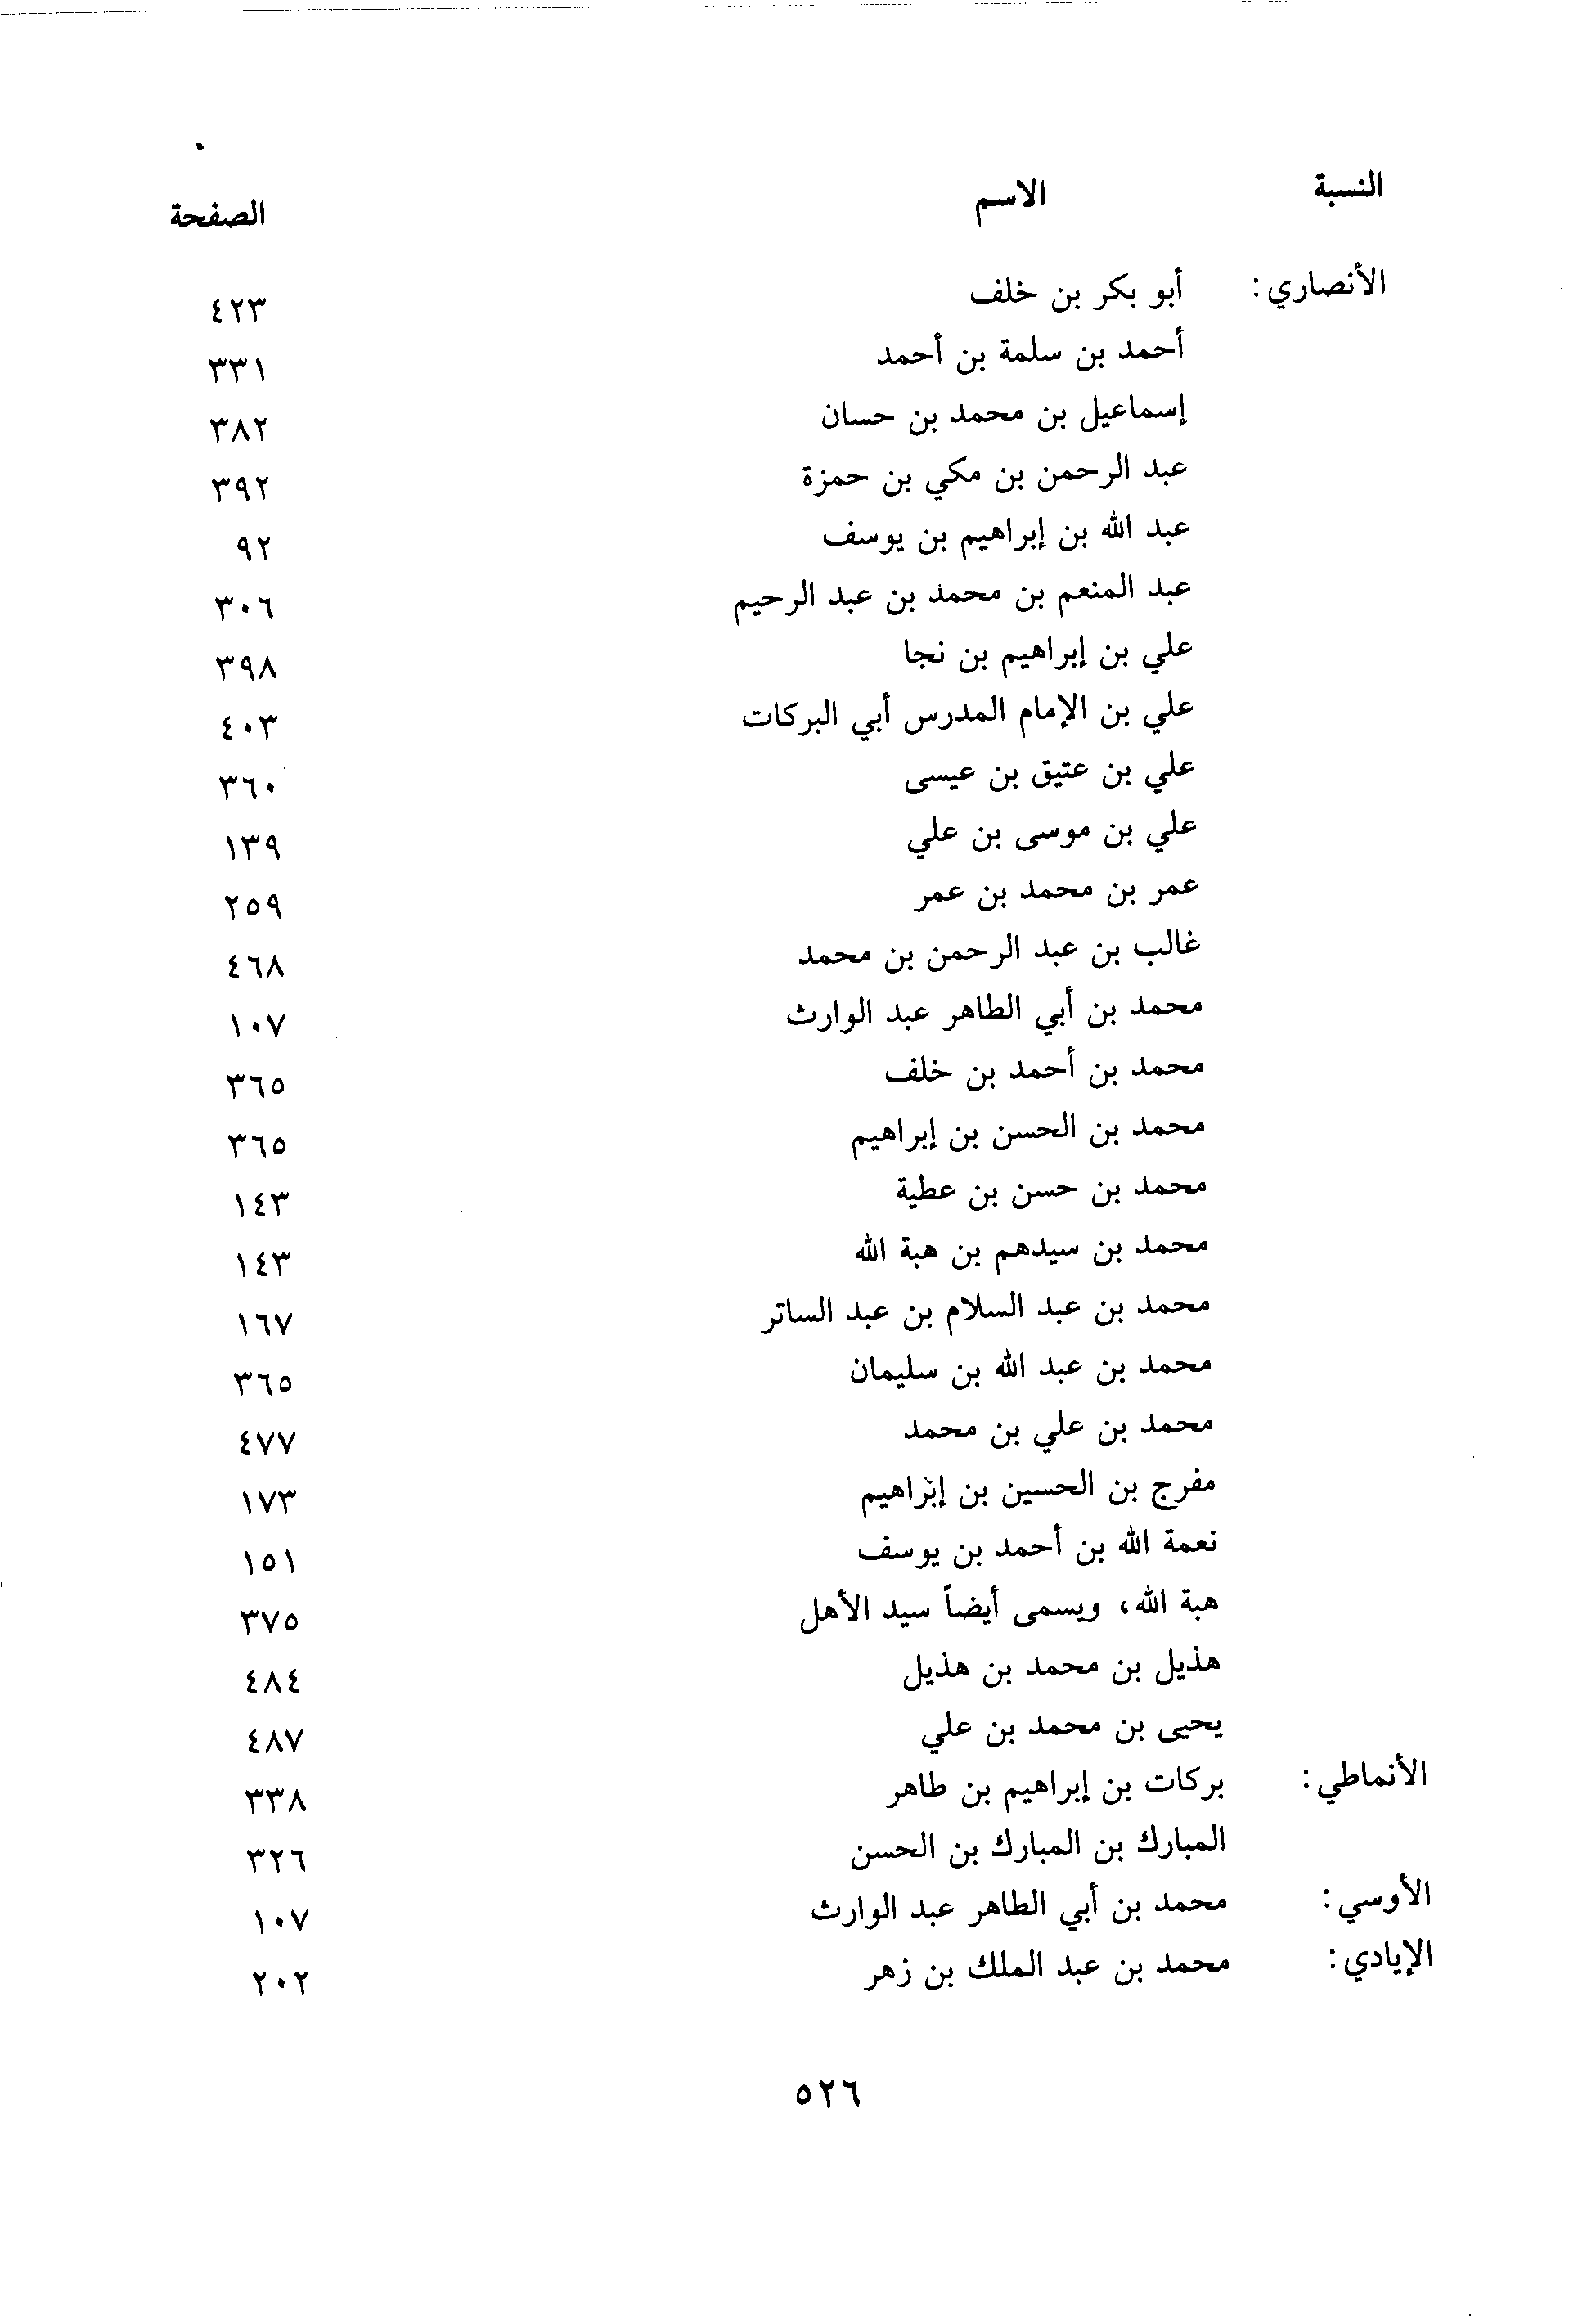 النسبة الاسم الصفحة
الأنصاري: أبو بكر بن خلف ٤٢٣
أحمد بن سلمة بن أحمد ٣٣١
إسماعيل بن محمد بن حسان ٣٨٢
عبد الرحمن بن مكي بن حمزة ٣٩٢
عبد الله بن إبراهيم بن يوسف ٩٢
عبد المنعم بن محمد بن عبد الرحيم ٣٠٦
علي بن إبراهيم بن نجا ٣٩٨
علي بن الإمام المدرس أبي البركات ٤٠٣
علي بن عتيق بن عيسى ٣٦٠
علي بن موسى بن علي ١٣٩
عمر بن محمد بن عمر ٢٥٩
غالب بن عبد الرحمن بن محمد ٤٦٨
محمد بن أبي الطاهر عبد الوارث ١٠٧
محمد بن أحمد بن خلف ٣٦٥
محمد بن الحسن بن إبراهيم ٣٦٥
محمد بن حسن بن عطية ١٤٣
محمد بن سيدهم بن هبة الله ١٤٣
محمد بن عبد السلام بن عبد الساتر ١٦٧
محمد بن عبد الله بن سليمان ٣٦٥
محمد بن علي بن محمد ٤٧٧
مفرج بن الحسين بن إبراهيم ١٧٣
نعمة الله بن أحمد بن يوسف ١٥١
هبة الله، ويسمى أيضاً سيد الأهل ٣٧٥
هذيل بن محمد بن هذيل ٤٨٤
يحيى بن محمد بن علي ٤٨٧
الأنماطي: بركات بن إبراهيم بن طاهر ٣٣٨
المبارك بن المبارك بن الحسن ٣٢٦
الأوسي: محمد بن أبي الطاهر عبد الوارث ١٠٧
الإيادي: محمد بن عبد الملك بن زهر ٢٠٢
٥٢٦